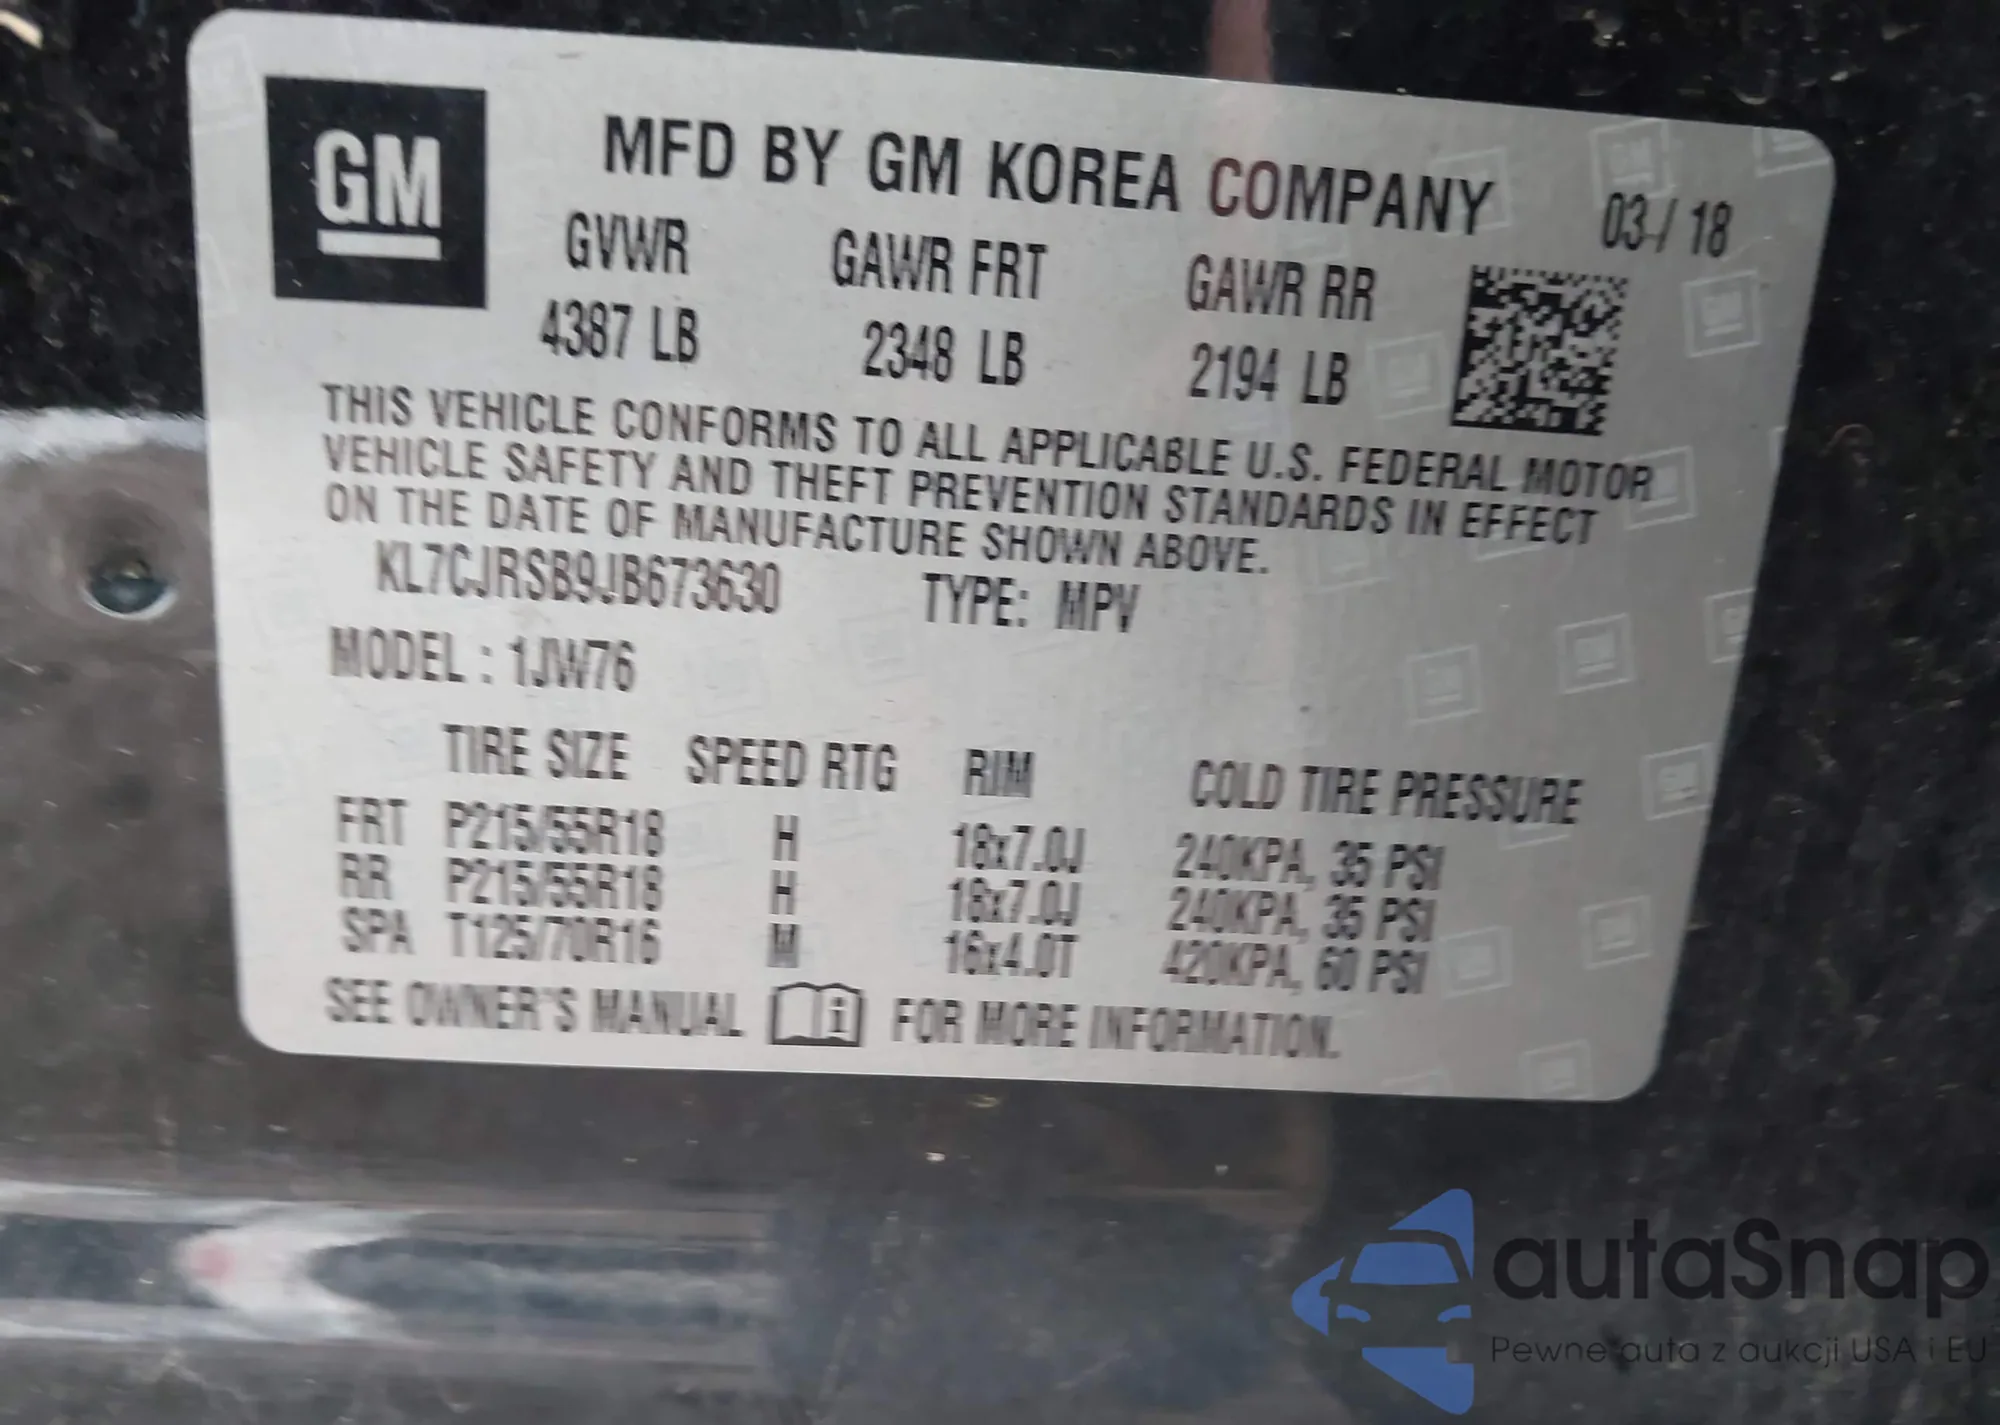 GM
MFD BY GM KOREA COMPANY 03/18
GVWR GAWR FRT GAWR RR
4387 LB 2348 LB 2194 LB
THIS VEHICLE CONFORMS TO ALL APPLICABLE U.S. FEDERAL MOTOR
VEHICLE SAFETY AND THEFT PREVENTION STANDARDS IN EFFECT
ON THE DATE OF MANUFACTURE SHOWN ABOVE.
KL7CJRSB9JB673630 TYPE: MPV
MODEL : 1JW76
TIRE SIZE SPEED RTG RIM COLD TIRE PRESSURE
FRT P215/55R18 H 18x7.0J 240KPA, 35 PSI
RR P215/55R18 H 18x7.0J 240KPA, 35 PSI
SPA T125/70R16 M 16x4.0T 420KPA, 60 PSI
SEE OWNER'S MANUAL i FOR MORE INFORMATION.
autaSnap
Pewne auta z aukcji USA i EU